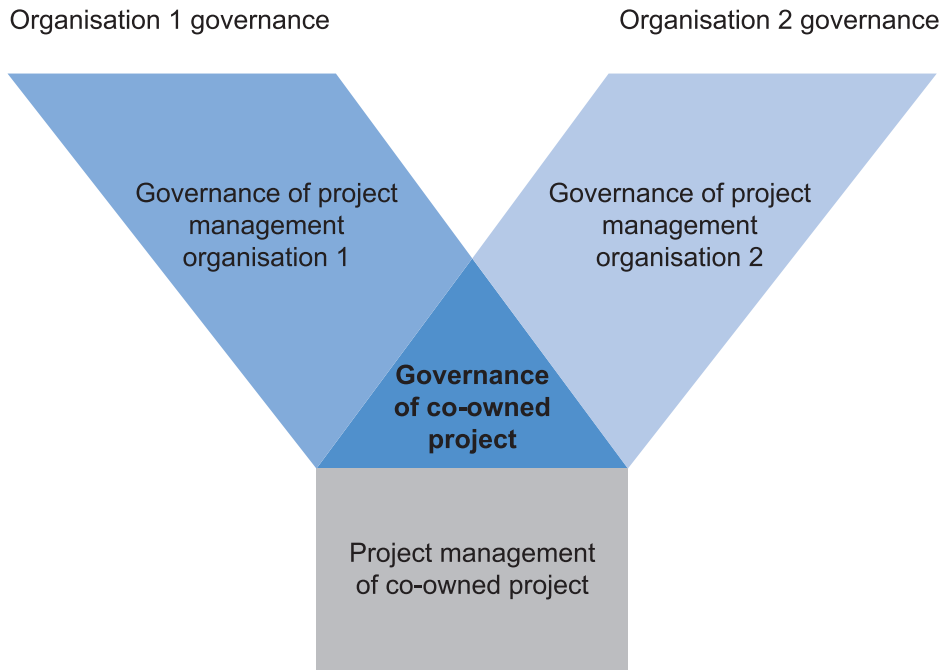 Organisation 1 governance
Organisation 2 governance
Governance of project
management
organisation 1
Governance of project
management
organisation 2
Governance
of co-owned
project
Project management
of co-owned project